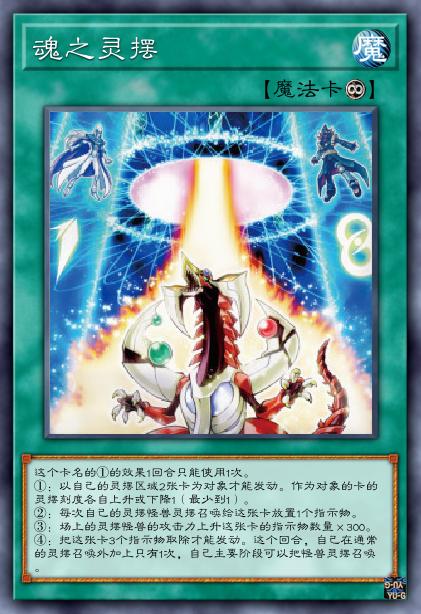 魂之灵摆
魔
【魔法卡♾】
这个卡名的①的效果1回合只能使用1次。
①：以自己的灵摆区域2张卡为对象才能发动。作为对象的卡的
灵摆刻度各自上升或下降1（最少到1）。
②：每次自己的灵摆怪兽灵摆召唤给这张卡放置1个指示物。
③：场上的灵摆怪兽的攻击力上升这张卡的指示物数量×300。
④：把这张卡3个指示物取除才能发动。这个回合，自己在通常
的灵摆召唤外加上只有1次，自己主要阶段可以把怪兽灵摆召唤
。